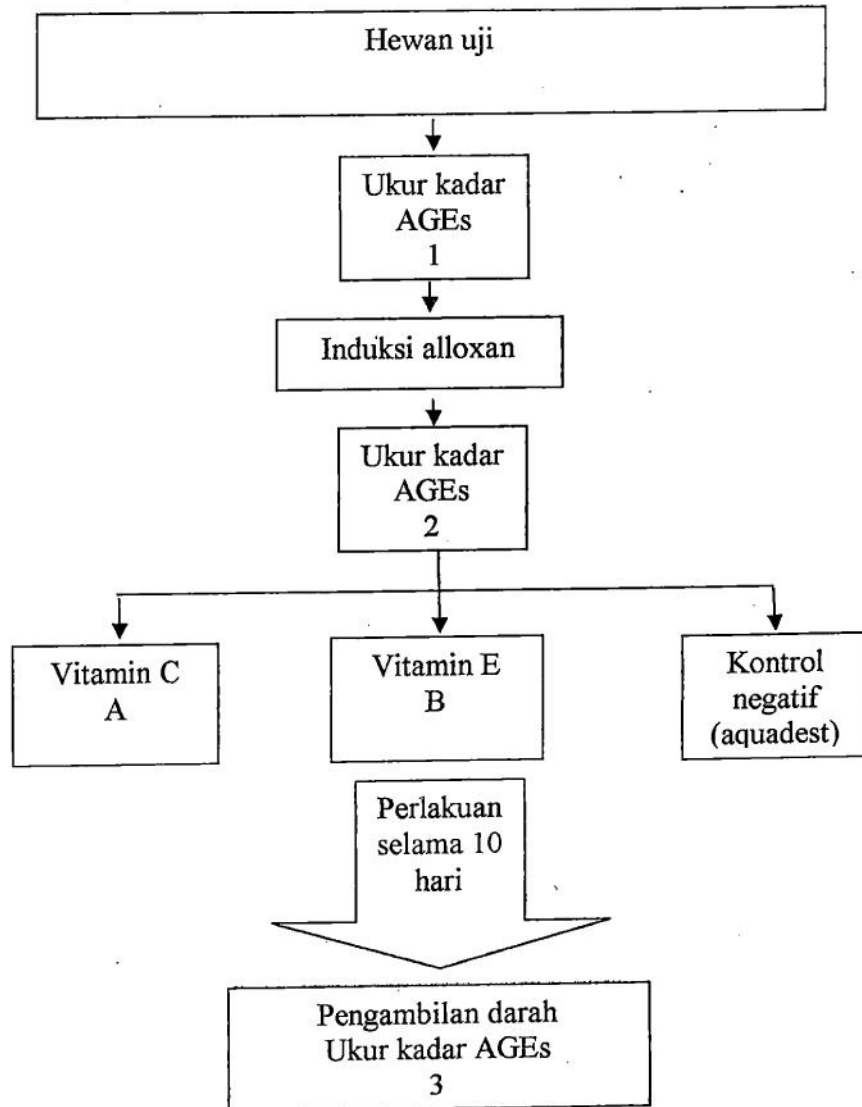 Hewan uji
Ukur kadar
AGEs
1
Induksi alloxan
Ukur kadar
AGEs
2
Vitamin C
A
Vitamin E
B
Kontrol
negatif
(aquadest)
Perlakuan
selama 10
hari
Pengambilan darah
Ukur kadar AGEs
3